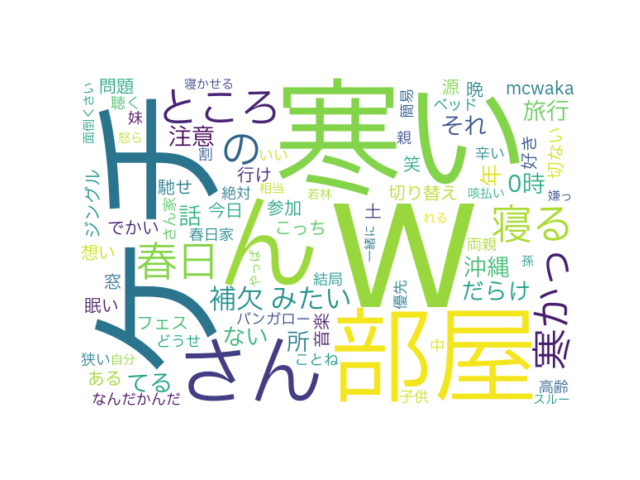 面倒くさい
問題
聴く
寝かせる
ところ
寒い
源
晩
mcwaka
簡易
ベッド
旅行
妹
怒ら
注意
の
親
それ
辛い
好き
切ない
ケチ
割
いい
行け
笑
年
0時
ジングル
馳せ
絶対
相当
若林
切り替え
咳払い
嫌っ
でかい
さん家
話
今日
参加
土
ん
w
寝る
れる
想い
春日家
こっち
一緒に
両親
孫
窓
春日
やっぱ
結局
沖縄
寒かっ
眠い
補欠
みたい
優先
だらけ
フェス
ない
バンガロー
音楽
部屋
どうせ
所
中
狭い
自分
さん
ことね
ある
てる
子供
高齢
なんだかんだ
スルー